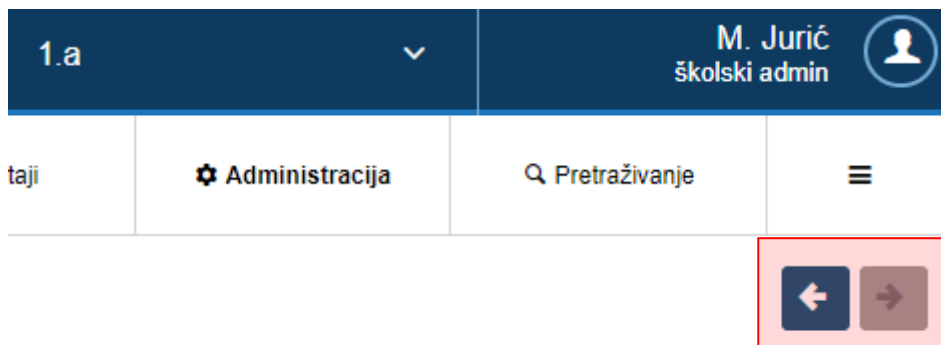 1.a
M. Jurić
školski admin
taji
Administracija
Pretraživanje